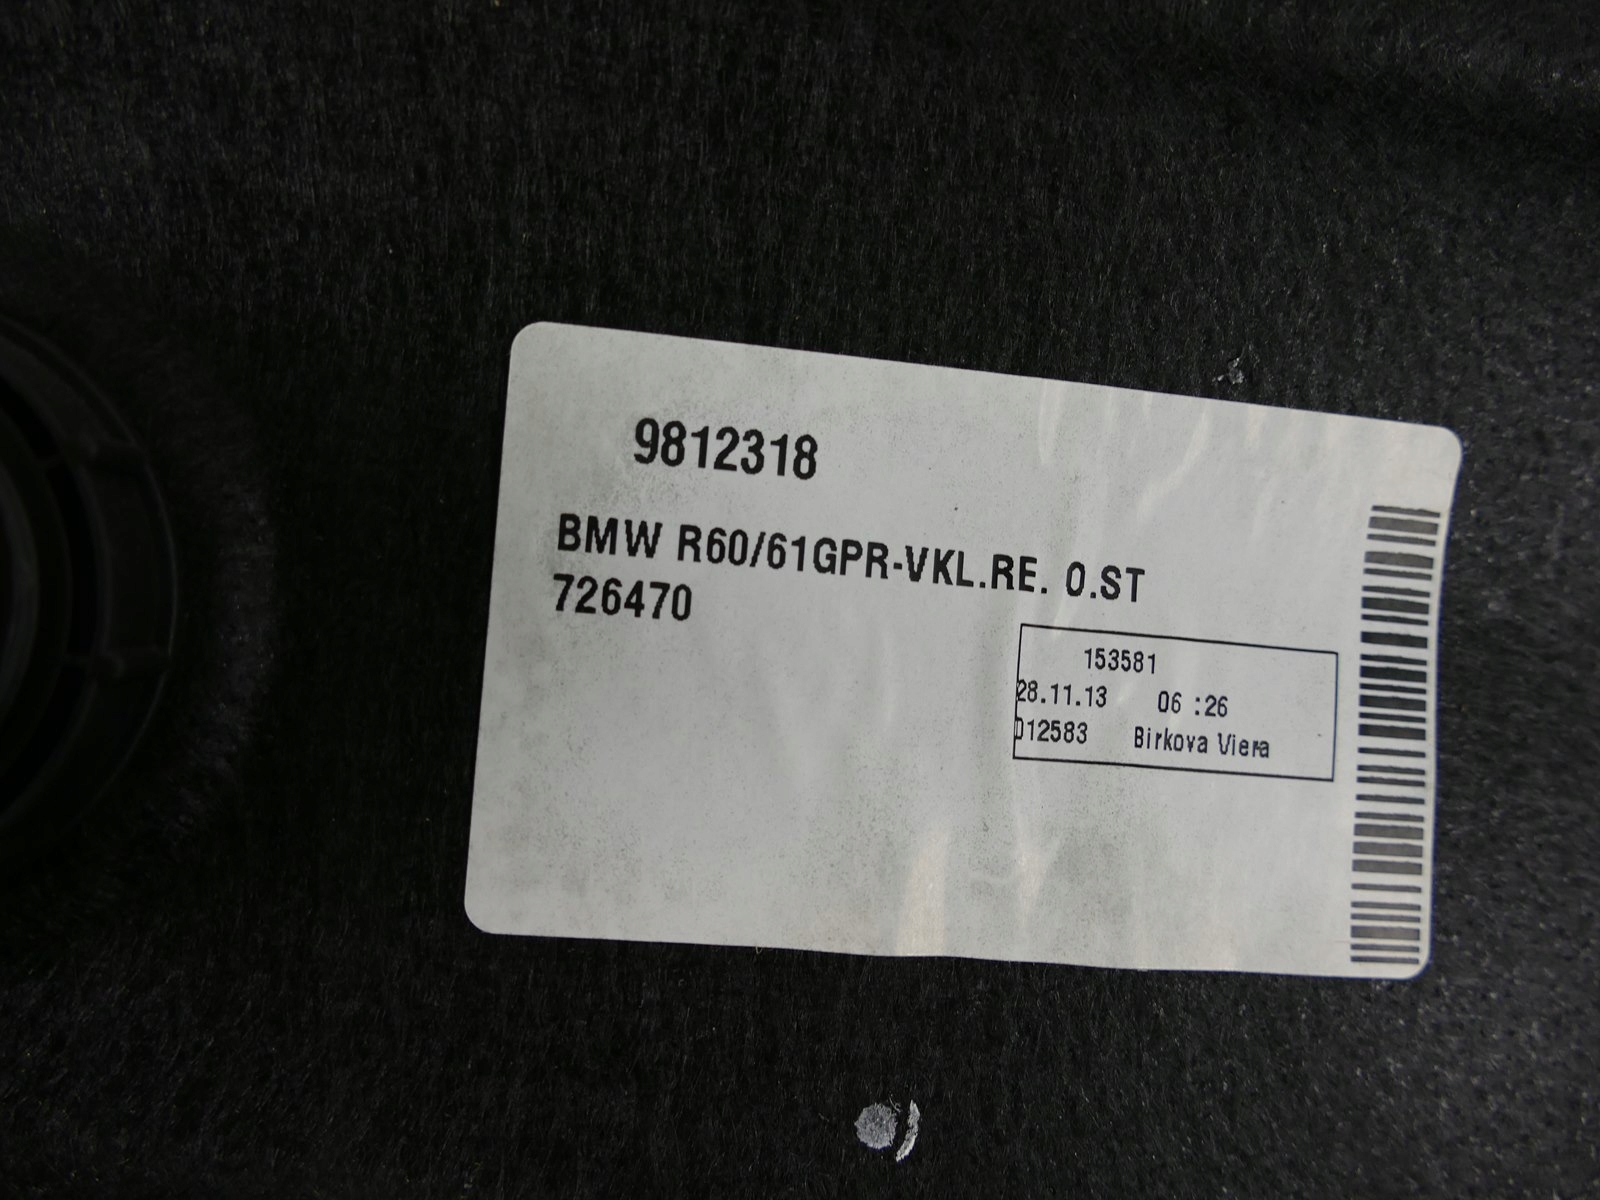 9812318
BMW R60/61GPR-VKL.RE. O.ST
726470
153581
28.11.13 06 :26
D12583 Birkova Viera